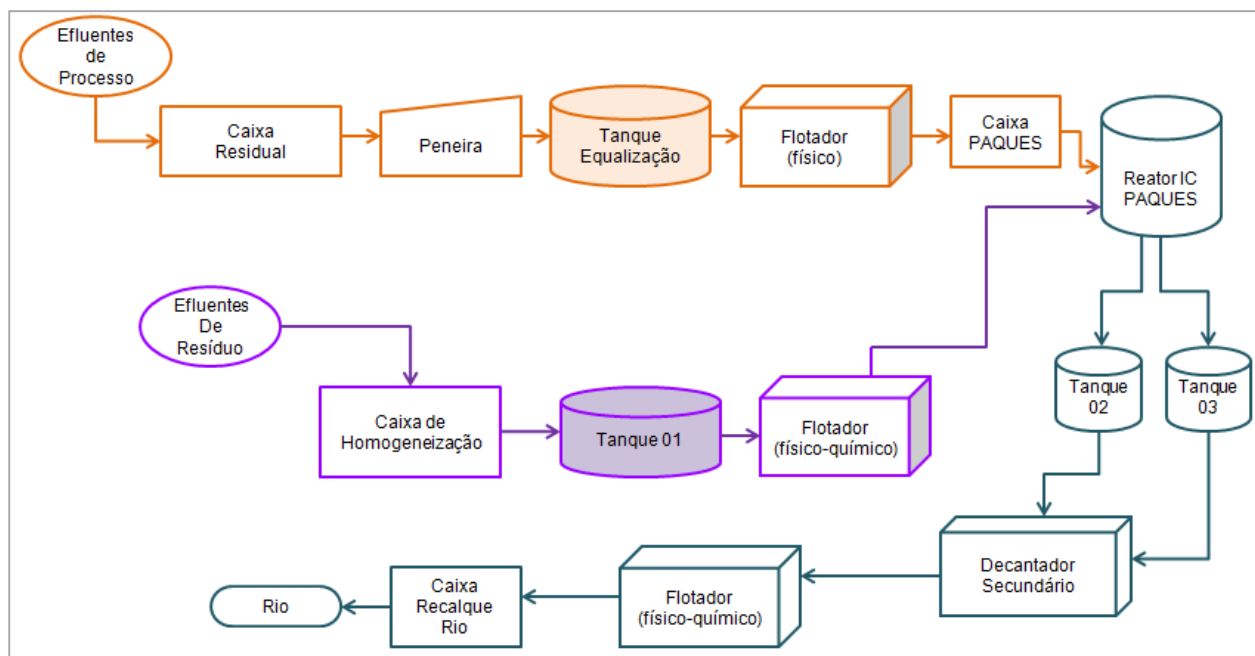 Efluentes
de
Processo
Caixa
Residual
Peneira
Tanque
Equalização
Flotador
(físico)
Caixa
PAQUES
Reator IC
PAQUES
Efluentes
De
Resíduo
Caixa de
Homogeneização
Tanque 01
Flotador
(físico-químico)
Tanque
02
Tanque
03
Decantador
Secundário
Flotador
(físico-químico)
Caixa
Recalque
Rio
Rio